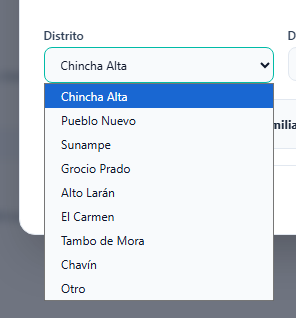 Distrito
D
Chincha Alta
Chincha Alta
Pueblo Nuevo
milia
Sunampe
Grocio Prado
Alto Larán
El Carmen
Tambo de Mora
Chavín
Otro